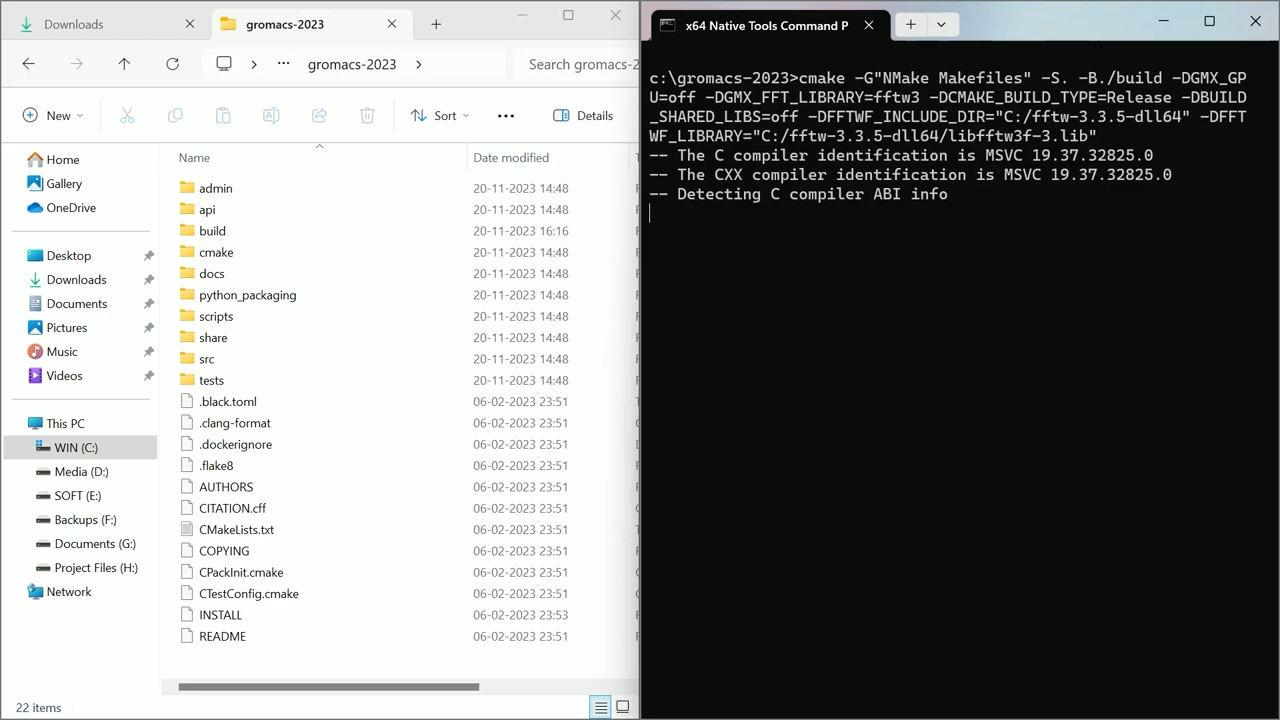 Downloads
gromacs-2023
gromacs-2023
Search gromacs-2
New
Sort
Details
Home
Gallery
OneDrive
Desktop
Downloads
Documents
Pictures
Music
Videos
This PC
WIN (C:)
Media (D:)
SOFT (E:)
Backups (F:)
Documents (G:)
Project Files (H:)
Network
Name Date modified
admin 20-11-2023 14:48
api 20-11-2023 14:48
build 20-11-2023 16:16
cmake 20-11-2023 14:48
docs 20-11-2023 14:48
python_packaging 20-11-2023 14:48
scripts 20-11-2023 14:48
share 20-11-2023 14:48
src 20-11-2023 14:48
tests 20-11-2023 14:48
.black.toml 06-02-2023 23:51
.clang-format 06-02-2023 23:51
.dockerignore 06-02-2023 23:51
.flake8 06-02-2023 23:51
AUTHORS 06-02-2023 23:51
CITATION.cff 06-02-2023 23:51
CMakeLists.txt 06-02-2023 23:51
COPYING 06-02-2023 23:51
CPackInit.cmake 06-02-2023 23:51
CTestConfig.cmake 06-02-2023 23:51
INSTALL 06-02-2023 23:53
README 06-02-2023 23:51
22 items
x64 Native Tools Command P
c:\gromacs-2023>cmake -G"NMake Makefiles" -S. -B./build -DGMX_GP
U=off -DGMX_FFT_LIBRARY=fftw3 -DCMAKE_BUILD_TYPE=Release -DBUILD
_SHARED_LIBS=off -DFFTWF_INCLUDE_DIR="C:/fftw-3.3.5-dll64" -DFFT
WF_LIBRARY="C:/fftw-3.3.5-dll64/libfftw3f-3.lib"
-- The C compiler identification is MSVC 19.37.32825.0
-- The CXX compiler identification is MSVC 19.37.32825.0
-- Detecting C compiler ABI info